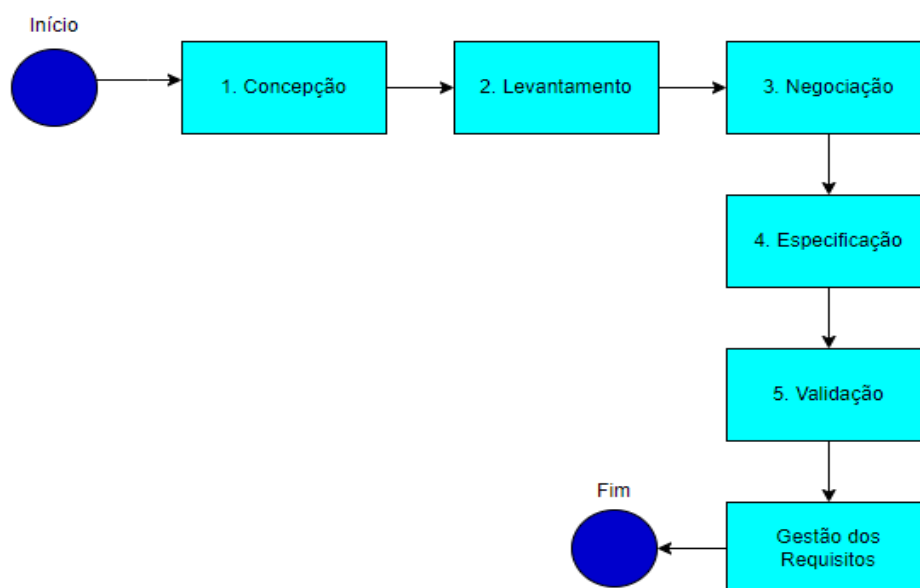 Início
1. Concepção
2. Levantamento
3. Negociação
4. Especificação
5. Validação
Gestão dos
Requisitos
Fim